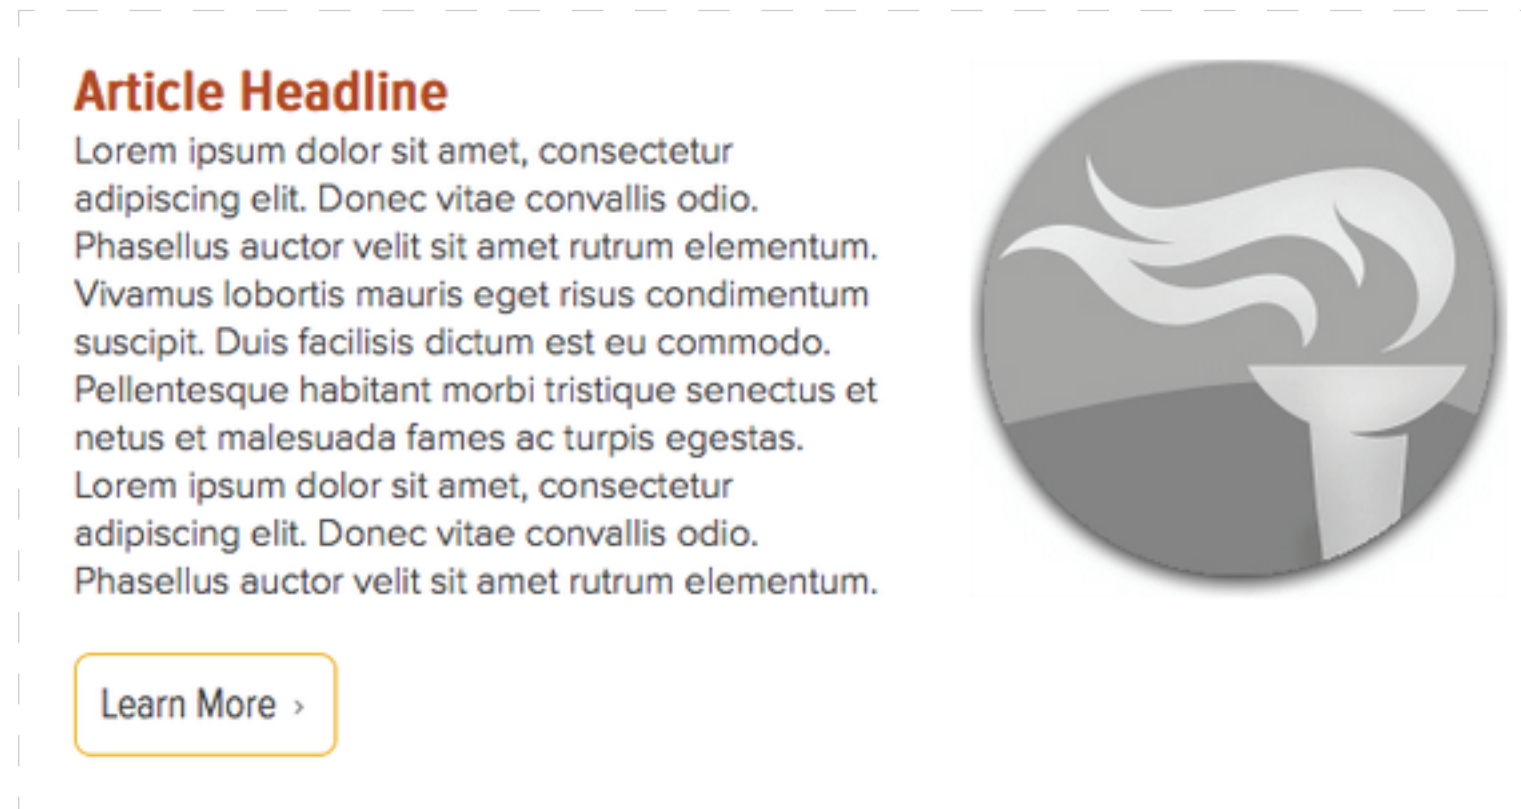 Article Headline
Lorem ipsum dolor sit amet, consectetur
adipiscing elit. Donec vitae convallis odio.
Phasellus auctor velit sit amet rutrum elementum.
Vivamus lobortis mauris eget risus condimentum
suscipit. Duis facilisis dictum est eu commodo.
Pellentesque habitant morbi tristique senectus et
netus et malesuada fames ac turpis egestas.
Lorem ipsum dolor sit amet, consectetur
adipiscing elit. Donec vitae convallis odio.
Phasellus auctor velit sit amet rutrum elementum.
Learn More ›